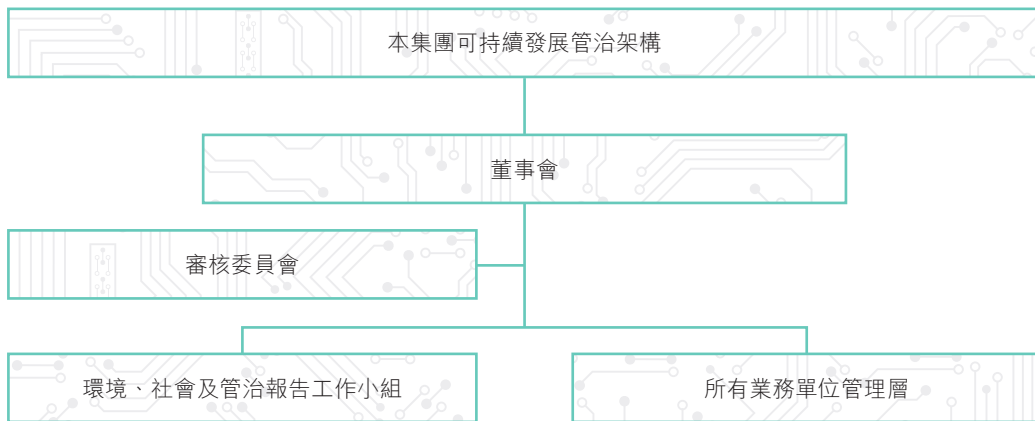 本集團可持續發展管治架構
董事會
審核委員會
環境、社會及管治報告工作小組
所有業務單位管理層